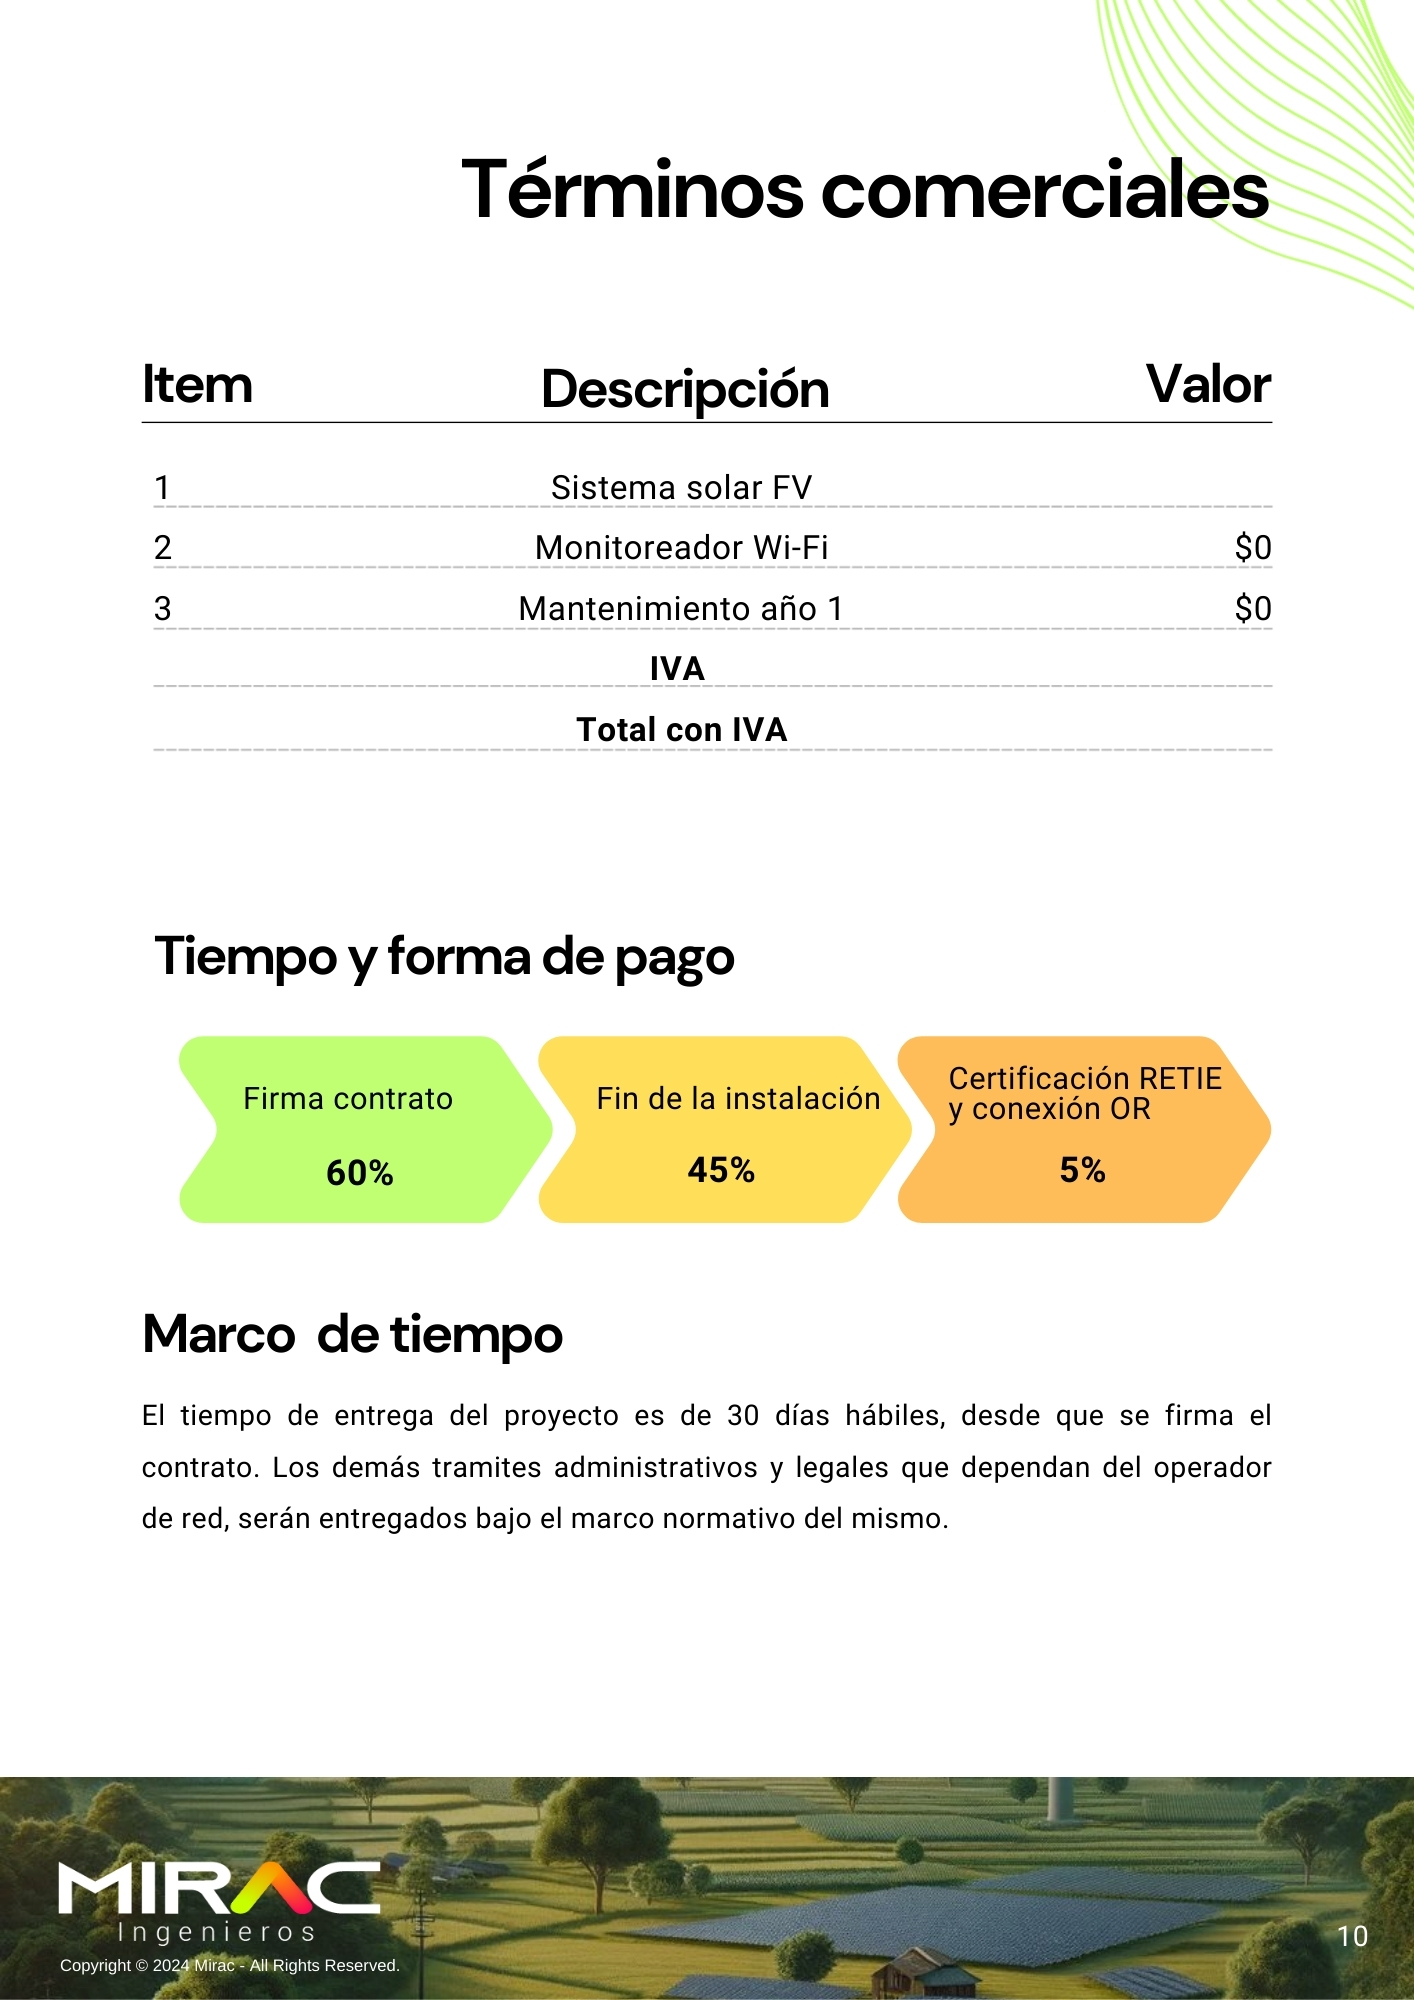 Términos comerciales
Item Descripción Valor
1 Sistema solar FV
2 Monitoreador Wi-Fi $0
3 Mantenimiento año 1 $0
IVA
Total con IVA
Tiempo y forma de pago
Firma contrato
60%
Fin de la instalación
45%
Certificación RETIE
y conexión OR
5%
Marco de tiempo
El tiempo de entrega del proyecto es de 30 días hábiles, desde que se firma el
contrato. Los demás tramites administrativos y legales que dependan del operador
de red, serán entregados bajo el marco normativo del mismo.
MIRAC
Ingenieros
Copyright © 2024 Mirac - All Rights Reserved.
10